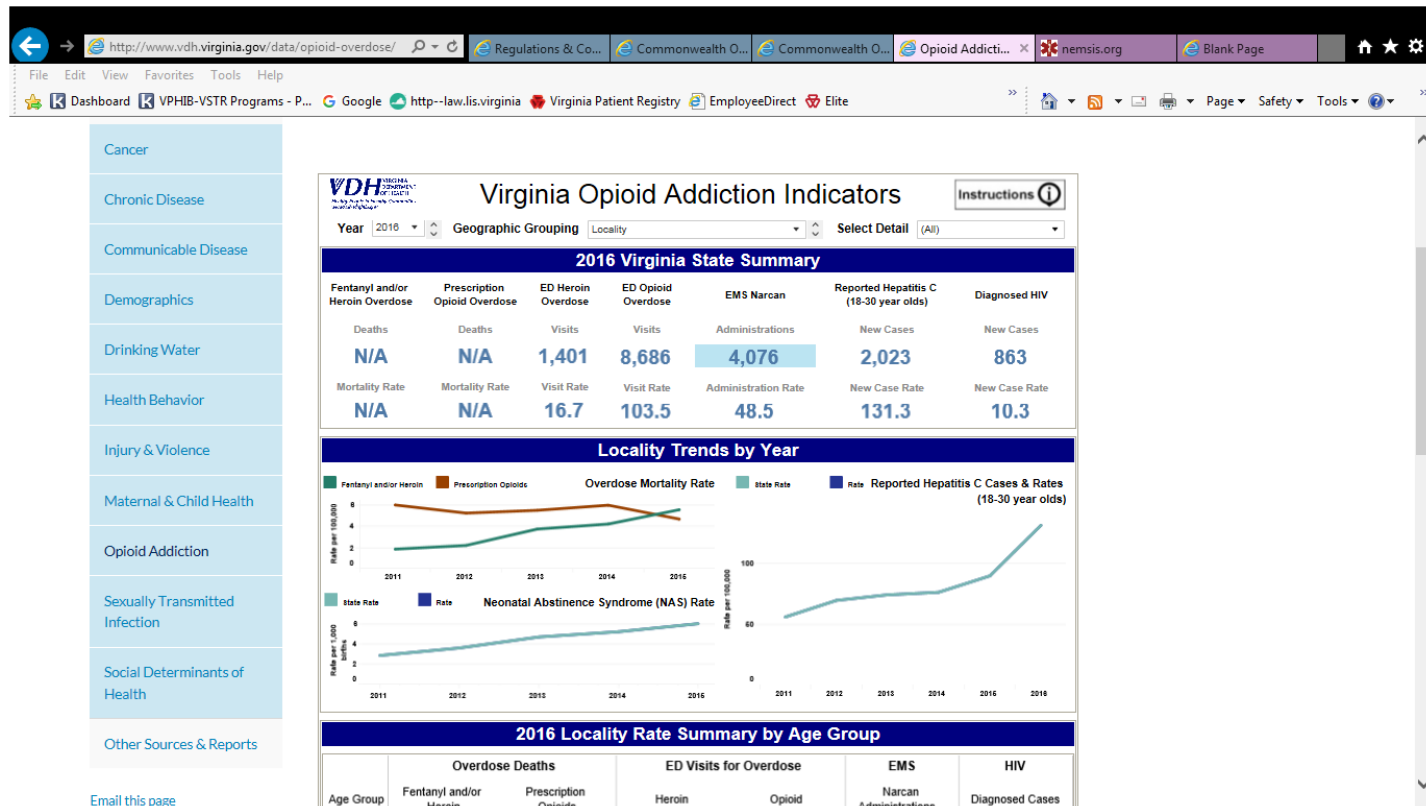 http://www.vdh.virginia.gov/data/opioid-overdose/
Regulations & Co...
Commonwealth O...
Commonwealth O...
Opioid Addicti...
nemsis.org
Blank Page
File Edit View Favorites Tools Help
Dashboard VPHIB-VSTR Programs - P... Google http--law.lis.virginia Virginia Patient Registry EmployeeDirect Elite
Page Safety Tools
Cancer
Chronic Disease
Communicable Disease
Demographics
Drinking Water
Health Behavior
Injury & Violence
Maternal & Child Health
Opioid Addiction
Sexually Transmitted
Infection
Social Determinants of
Health
Other Sources & Reports
Email this page
VDH VIRGINIA DEPARTMENT OF HEALTH
Virginia Opioid Addiction Indicators
Instructions
Year 2016 Geographic Grouping Locality Select Detail (All)
2016 Virginia State Summary
Fentanyl and/or Heroin Overdose Prescription Opioid Overdose ED Heroin Overdose ED Opioid Overdose EMS Narcan Reported Hepatitis C (18-30 year olds) Diagnosed HIV
Deaths Deaths Visits Visits Administrations New Cases New Cases
N/A N/A 1,401 8,686 4,076 2,023 863
Mortality Rate Mortality Rate Visit Rate Visit Rate Administration Rate New Case Rate New Case Rate
N/A N/A 16.7 103.5 48.5 131.3 10.3
Locality Trends by Year
Fentanyl and/or Heroin Prescription Opioids Overdose Mortality Rate
Rate per 100,000
6
4
2
0
2011 2012 2013 2014 2015
State Rate Rate Neonatal Abstinence Syndrome (NAS) Rate
Rate per 1,000
births
6
4
2
0
2011 2012 2013 2014 2015
State Rate Rate Reported Hepatitis C Cases & Rates
(18-30 year olds)
Rate per 100,000
100
50
0
2011 2012 2013 2014 2015 2016
2016 Locality Rate Summary by Age Group
Overdose Deaths ED Visits for Overdose EMS HIV
Age Group Fentanyl and/or Heroin Prescription Opioids Heroin Opioid Narcan Administrations Diagnosed Cases